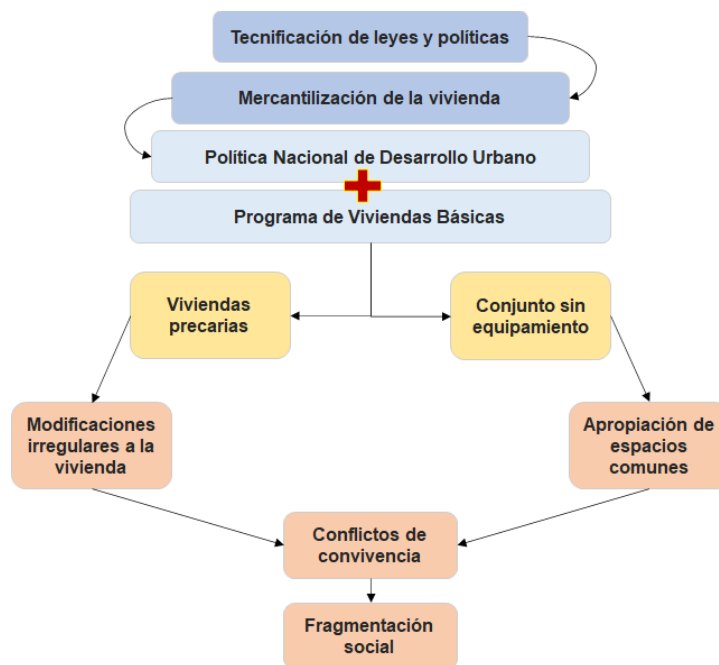 Tecnificación de leyes y políticas
Mercantilización de la vivienda
Política Nacional de Desarrollo Urbano
Programa de Viviendas Básicas
Viviendas
precarias
Conjunto sin
equipamiento
Modificaciones
irregulares a la
vivienda
Apropiación de
espacios
comunes
Conflictos de
convivencia
Fragmentación
social